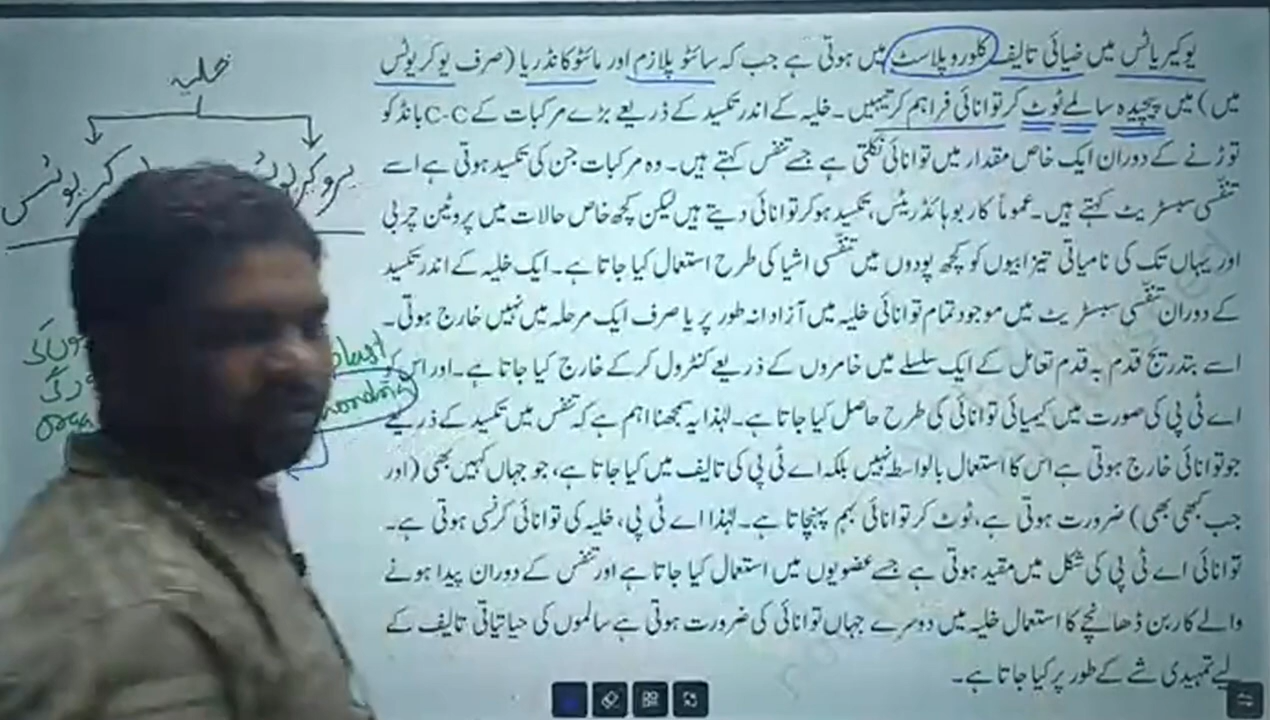 یوکیریاٹس میں ضیائی تالیف کلوروپلاسٹ میں ہوتی ہے جب کہ سائٹوپلازم اور مائٹوکانڈریا (صرف یوکریوٹس
میں) میں پیچیدہ سالمے ٹوٹ کر توانائی فراہم کرتیہیں۔ خلیہ کے اندر تکسید کے ذریعے بڑے مرکبات کے C-C بانڈ کو
توڑنے کے دوران ایک خاص مقدار میں توانائی نکلتی ہے جسے تنفس کہتے ہیں۔ وہ مرکبات جن کی تکسید ہوتی ہے اسے
تنفّسی سبسٹریٹ کہتے ہیں۔ عموماً کاربوہائڈریٹس، تکسید ہوکر توانائی دیتے ہیں لیکن کچھ خاص حالات میں پروٹین چربی
اور یہاں تک کی نامیاتی تیزابیوں کو کچھ پودوں میں تنفّسی اشیا کی طرح استعمال کیا جاتا ہے۔ ایک خلیہ کے اندر تکسید
کے دوران تنفّسی سبسٹریٹ میں موجود تمام توانائی خلیہ میں آزادانہ طور پر یا صرف ایک مرحلہ میں نہیں خارج ہوتی۔
اسے بتدریج قدم بہ قدم تعامل کے ایک سلسلے میں خامروں کے ذریعے کنٹرول کرکے خارج کیا جاتا ہے۔ اور اس کو
اے ٹی پی کی صورت میں کیمیائی توانائی کی طرح حاصل کیا جاتا ہے۔ لہٰذا یہ سمجھنا اہم ہے کہ تنفس میں تکسید کے ذریعے
جو توانائی خارج ہوتی ہے اس کا استعمال بالواسطہ نہیں بلکہ اے ٹی پی کی تالیف میں کیا جاتا ہے، جو جہاں کہیں بھی (اور
جب کبھی بھی) ضرورت ہوتی ہے، ٹوٹ کر توانائی بہم پہنچاتا ہے۔ لہٰذا اے ٹی پی، خلیہ کی توانائی کرنسی ہوتی ہے۔
توانائی اے ٹی پی کی شکل میں مقید ہوتی ہے جسے عضویوں میں استعمال کیا جاتا ہے اور تنفس کے دوران پیدا ہونے
والے کاربن ڈھانچے کا استعمال خلیہ میں دوسرے جہاں توانائی کی ضرورت ہوتی ہے سالموں کی حیاتیاتی تالیف کے
لیے تمہیدی شے کے طور پر کیا جاتا ہے۔
خلیہ